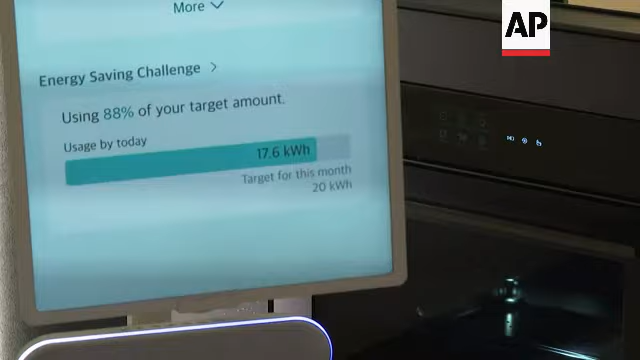 More
AP
Energy Saving Challenge >
Using 88% of your target amount.
Usage by today
17.6 kWh
Target for this month
20 kWh